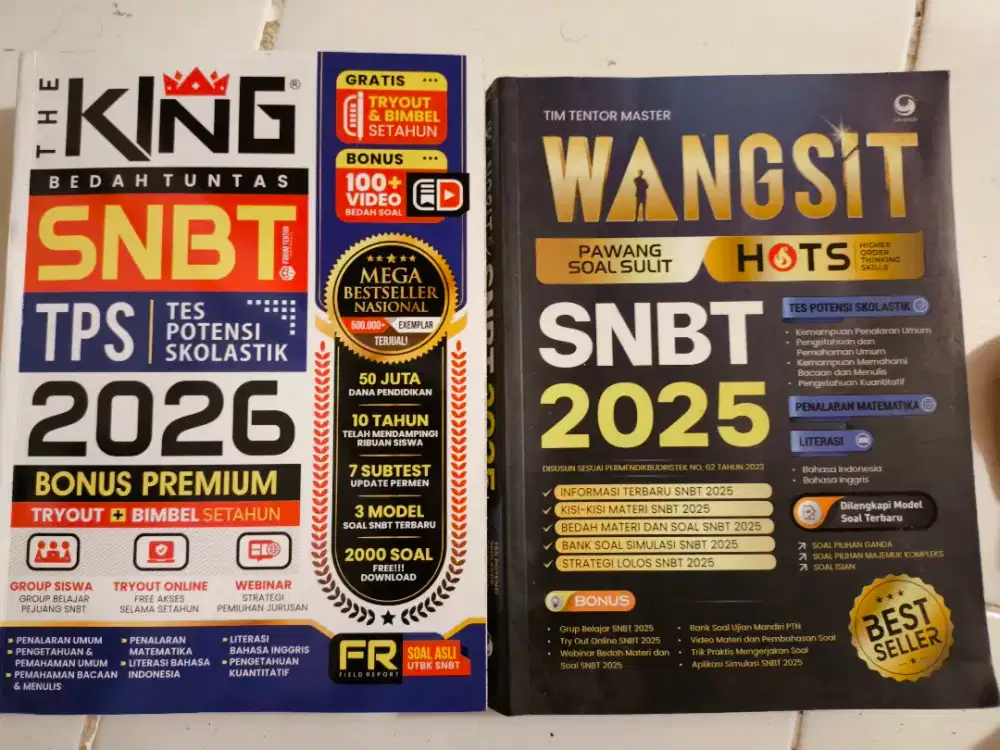 THE
KING®
BEDAH TUNTAS
SNBT
FORUM TENTOR
TPS
TES
POTENSI
SKOLASTIK
2026
BONUS PREMIUM
TRYOUT + BIMBEL SETAHUN
GROUP SISWA
GROUP BELAJAR
PEJUANG SNBT
TRYOUT ONLINE
FREE AKSES
SELAMA SETAHUN
WEBINAR
STRATEGI
PEMILIHAN JURUSAN
» PENALARAN UMUM
» PENGETAHUAN &
PEMAHAMAN UMUM
» PEMAHAMAN BACAAN
& MENULIS
» PENALARAN
MATEMATIKA
» LITERASI BAHASA
INDONESIA
» LITERASI
BAHASA INGGRIS
» PENGETAHUAN
KUANTITATIF
GRATIS
TRYOUT
& BIMBEL
SETAHUN
BONUS
100+
VIDEO
BEDAH SOAL
MEGA
BESTSELLER
NASIONAL
500.000+ EXEMPLAR
TERJUAL!
50 JUTA
DANA PENDIDIKAN
10 TAHUN
TELAH MENDAMPINGI
RIBUAN SISWA
7 SUBTEST
UPDATE PERMEN
3 MODEL
SOAL SNBT TERBARU
2000 SOAL
FREE!!!
DOWNLOAD
FR
FIELD REPORT
SOAL ASLI
UTBK SNBT
TIM TENTOR MASTER
WANGSIT
PAWANG
SOAL SULIT
HOTS
HIGHER
ORDER
THINKING
SKILLS
SNBT
2025
DISUSUN SESUAI PERMENDIKBUDRISTEK NO. 62 TAHUN 2023
INFORMASI TERBARU SNBT 2025
KISI-KISI MATERI SNBT 2025
BEDAH MATERI DAN SOAL SNBT 2025
BANK SOAL SIMULASI SNBT 2025
STRATEGI LOLOS SNBT 2025
TES POTENSI SKOLASTIK
• Kemampuan Penalaran Umum
• Pengetahuan dan
Pemahaman Umum
• Kemampuan Memahami
Bacaan dan Menulis
• Pengetahuan Kuantitatif
PENALARAN MATEMATIKA
LITERASI
• Bahasa Indonesia
• Bahasa Inggris
Dilengkapi Model
Soal Terbaru
SOAL PILIHAN GANDA
SOAL PILIHAN MAJEMUK KOMPLEKS
SOAL ISIAN
BONUS
• Grup Belajar SNBT 2025
• Try Out Online SNBT 2025
• Webinar Bedah Materi dan
Soal SNBT 2025
• Bank Soal Ujian Mandiri PTN
• Video Materi dan Pembahasan Soal
• Trik Praktis Mengerjakan Soal
• Aplikasi Simulasi SNBT 2025
BEST
SELLER